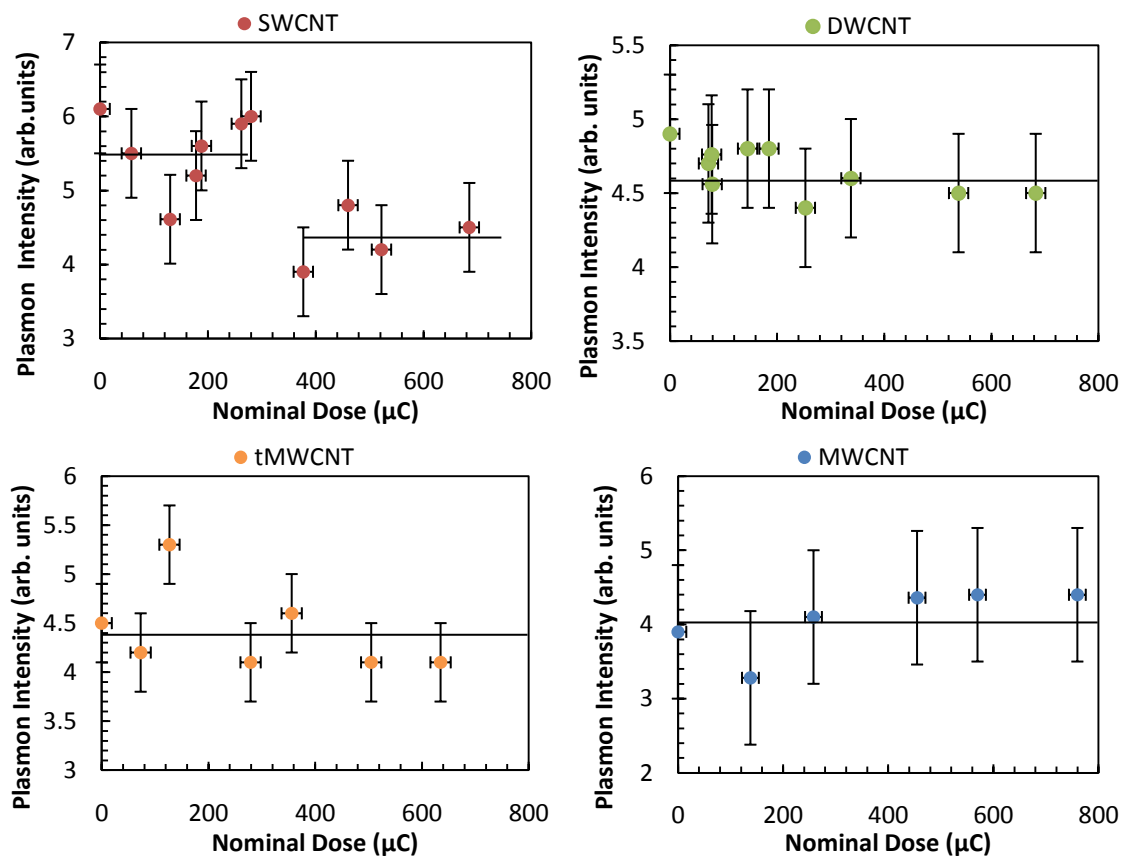 SWCNT
Plasmon Intensity (arb.units)
7
6
5
4
3
0 200 400 600 800
Nominal Dose (µC)
DWCNT
Plasmon Intensity (arb. units)
5.5
5
4.5
4
3.5
0 200 400 600 800
Nominal Dose (µC)
tMWCNT
Plasmon Intensity (arb. units)
6
5.5
5
4.5
4
3.5
3
0 200 400 600 800
Nominal Dose (µC)
MWCNT
Plasmon Intensity (arb. units)
6
5
4
3
2
0 200 400 600 800
Nominal Dose (µC)